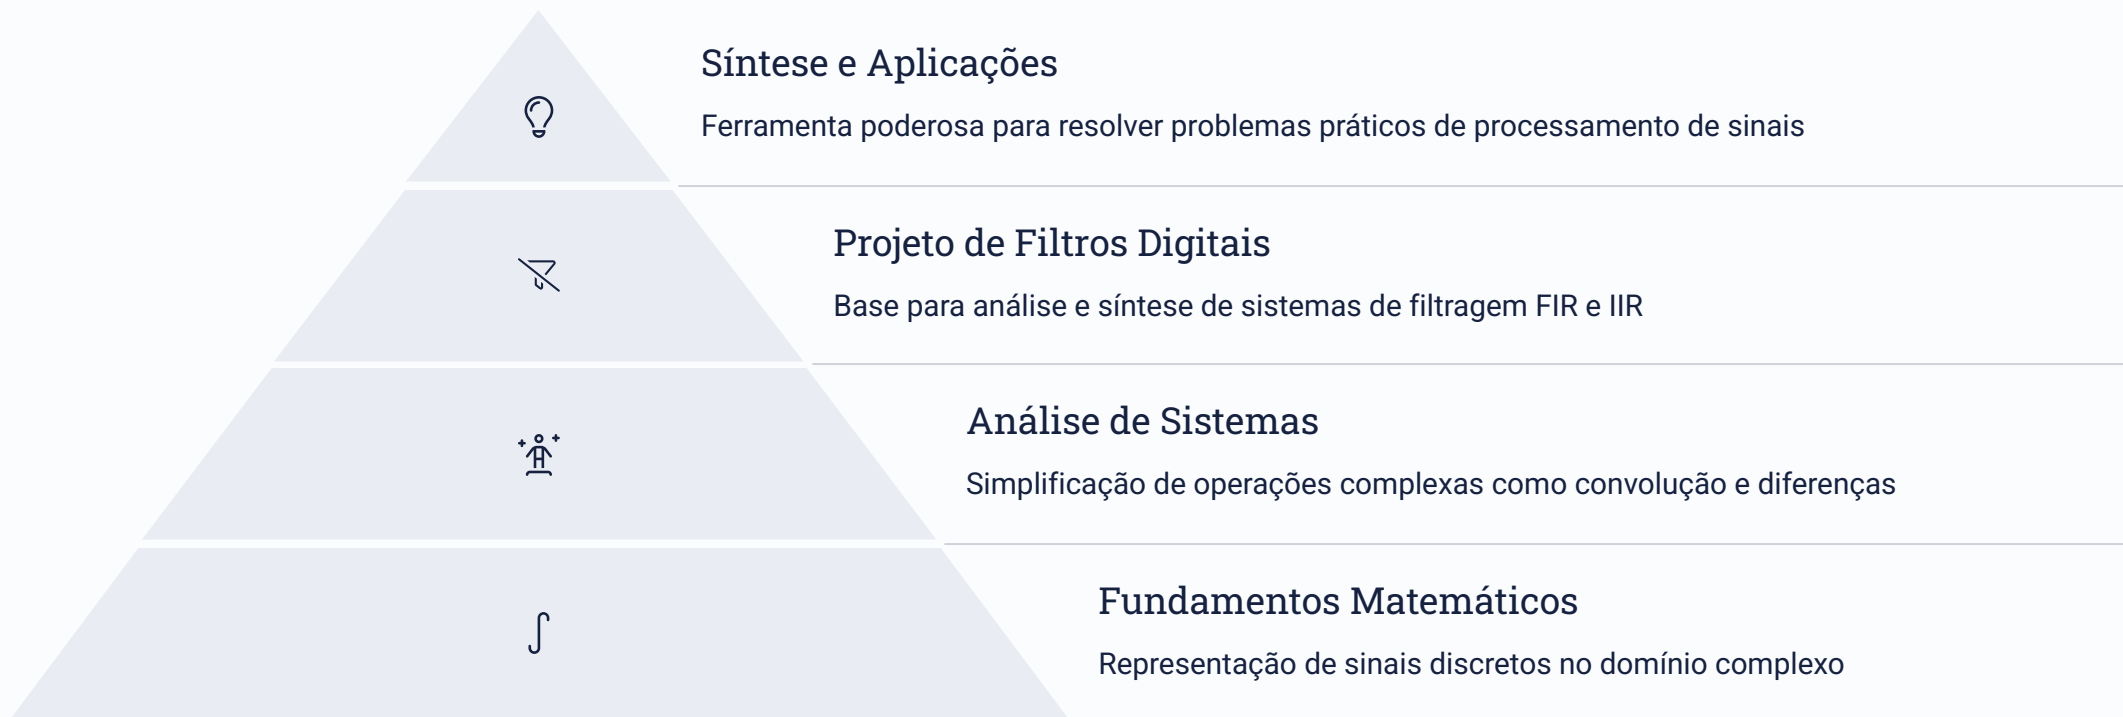 Síntese e Aplicações
Ferramenta poderosa para resolver problemas práticos de processamento de sinais
Projeto de Filtros Digitais
Base para análise e síntese de sistemas de filtragem FIR e IIR
Análise de Sistemas
Simplificação de operações complexas como convolução e diferenças
Fundamentos Matemáticos
Representação de sinais discretos no domínio complexo